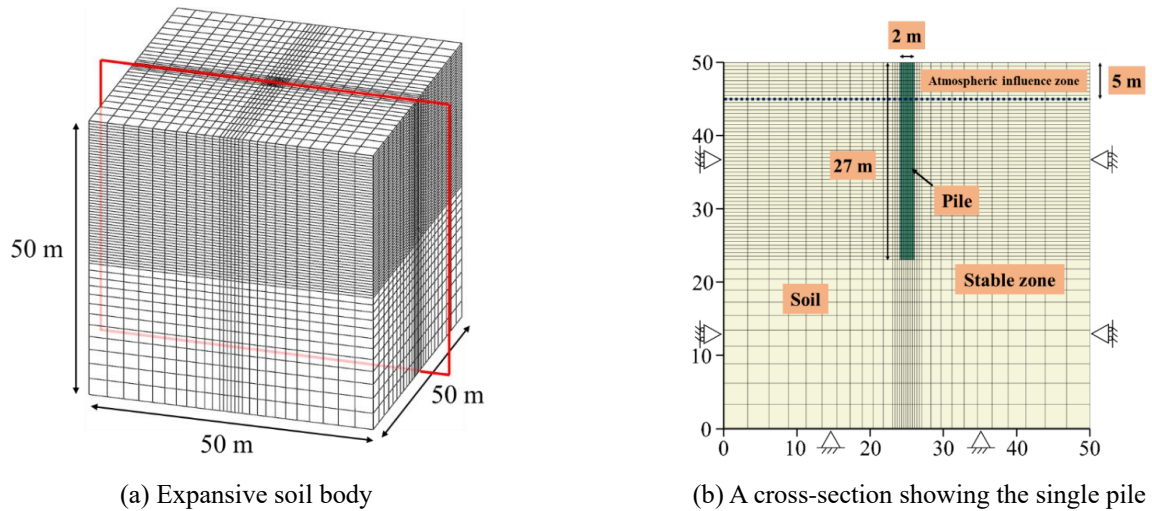 50 m
50 m
50 m
(a) Expansive soil body
2 m
50
Atmospheric influence zone
5 m
40
27 m
Pile
30
20
Stable zone
Soil
10
0
0 10 20 30 40 50
(b) A cross-section showing the single pile